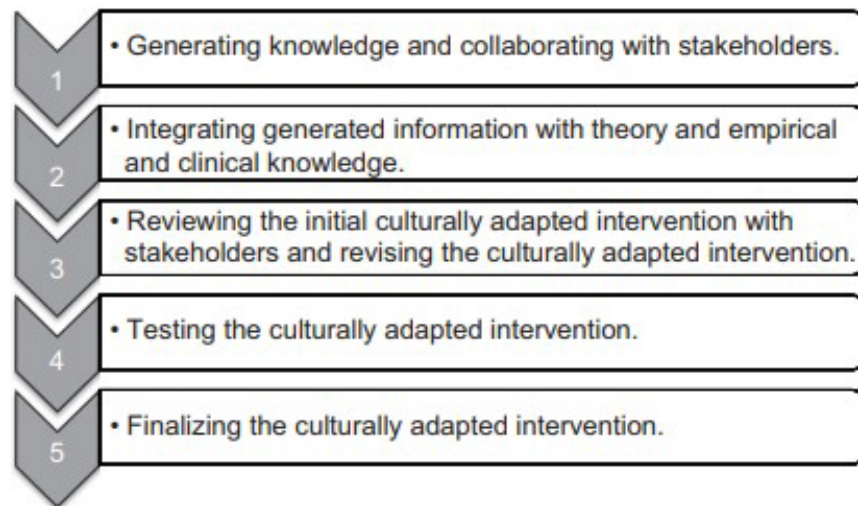 1
• Generating knowledge and collaborating with stakeholders.
2
• Integrating generated information with theory and empirical
and clinical knowledge.
3
• Reviewing the initial culturally adapted intervention with
stakeholders and revising the culturally adapted intervention.
4
• Testing the culturally adapted intervention.
5
• Finalizing the culturally adapted intervention.